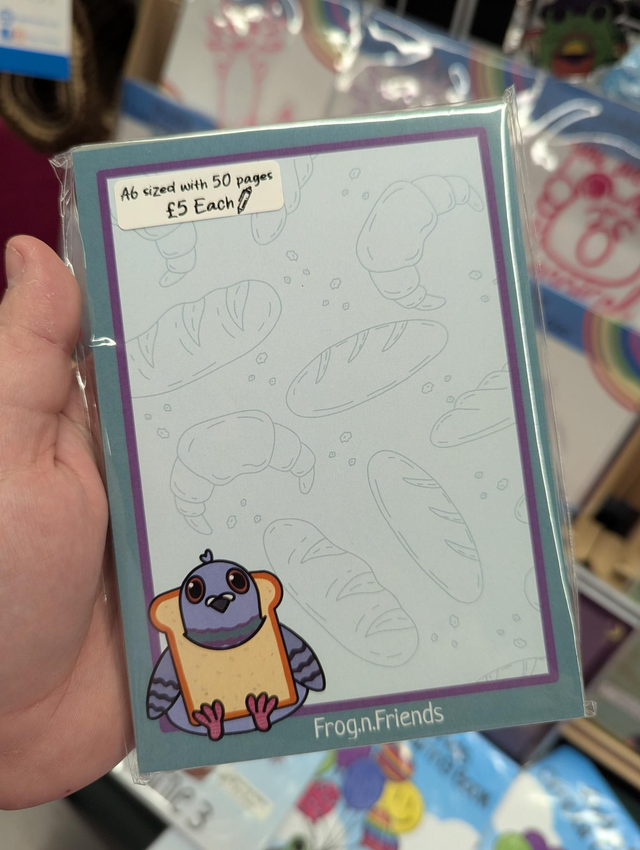 A6 sized with 50 pages
£5 Each
Frog.n.Friends